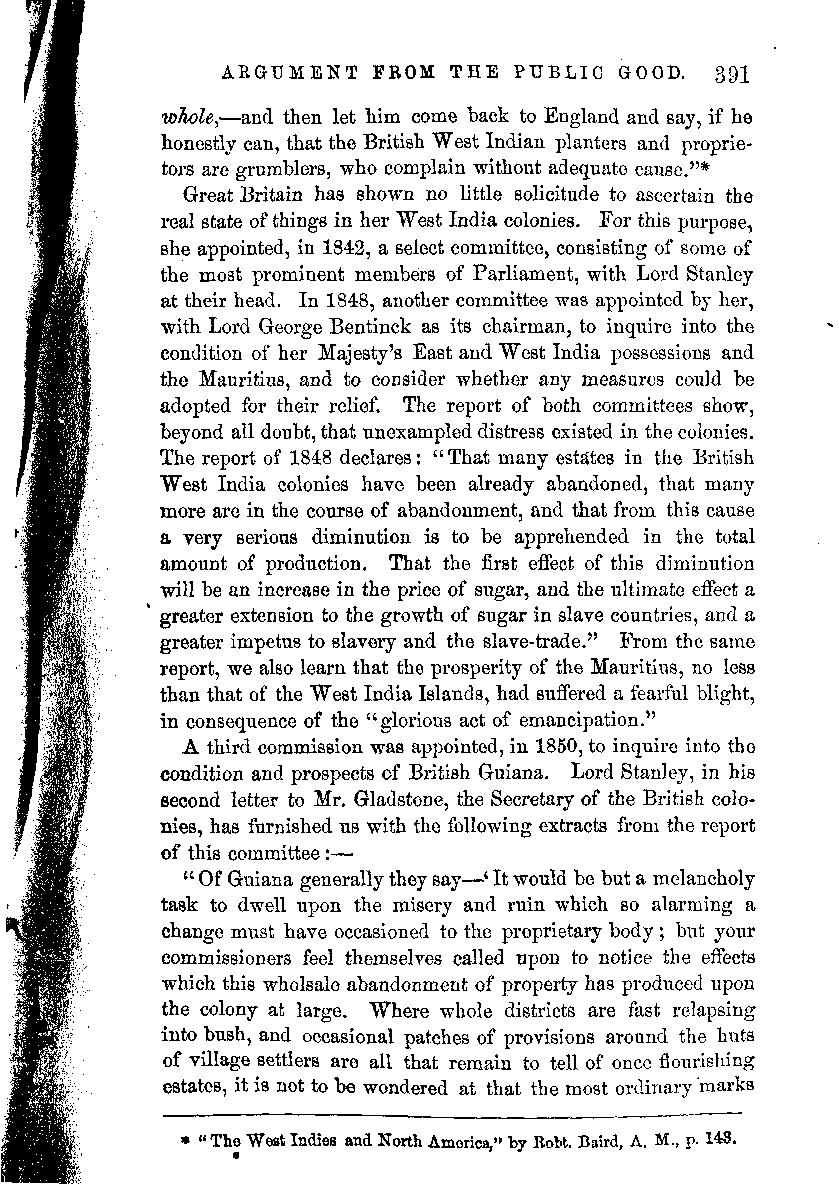 ARGUMENT FROM THE PUBLIC GOOD. 391
whole,—and then let him come back to England and say, if he
honestly can, that the British West Indian planters and proprie-
tors are grumblers, who complain without adequate cause."*
Great Britain has shown no little solicitude to ascertain the
real state of things in her West India colonies. For this purpose,
she appointed, in 1842, a select committee, consisting of some of
the most prominent members of Parliament, with Lord Stanley
at their head. In 1848, another committee was appointed by her,
with Lord George Bentinck as its chairman, to inquire into the
condition of her Majesty's East and West India possessions and
the Mauritius, and to consider whether any measures could be
adopted for their relief. The report of both committees show,
beyond all doubt, that unexampled distress existed in the colonies.
The report of 1848 declares: "That many estates in the British
West India colonies have been already abandoned, that many
more are in the course of abandonment, and that from this cause
a very serious diminution is to be apprehended in the total
amount of production. That the first effect of this diminution
will be an increase in the price of sugar, and the ultimate effect a
greater extension to the growth of sugar in slave countries, and a
greater impetus to slavery and the slave-trade." From the same
report, we also learn that the prosperity of the Mauritius, no less
than that of the West India Islands, had suffered a fearful blight,
in consequence of the "glorious act of emancipation."
A third commission was appointed, in 1850, to inquire into the
condition and prospects of British Guiana. Lord Stanley, in his
second letter to Mr. Gladstone, the Secretary of the British colo-
nies, has furnished us with the following extracts from the report
of this committee:—
"Of Guiana generally they say—'It would be but a melancholy
task to dwell upon the misery and ruin which so alarming a
change must have occasioned to the proprietary body; but your
commissioners feel themselves called upon to notice the effects
which this wholesale abandonment of property has produced upon
the colony at large. Where whole districts are fast relapsing
into bush, and occasional patches of provisions around the huts
of village settlers are all that remain to tell of once flourishing
estates, it is not to be wondered at that the most ordinary marks
* "The West Indies and North America," by Robt. Baird, A. M., p. 143.